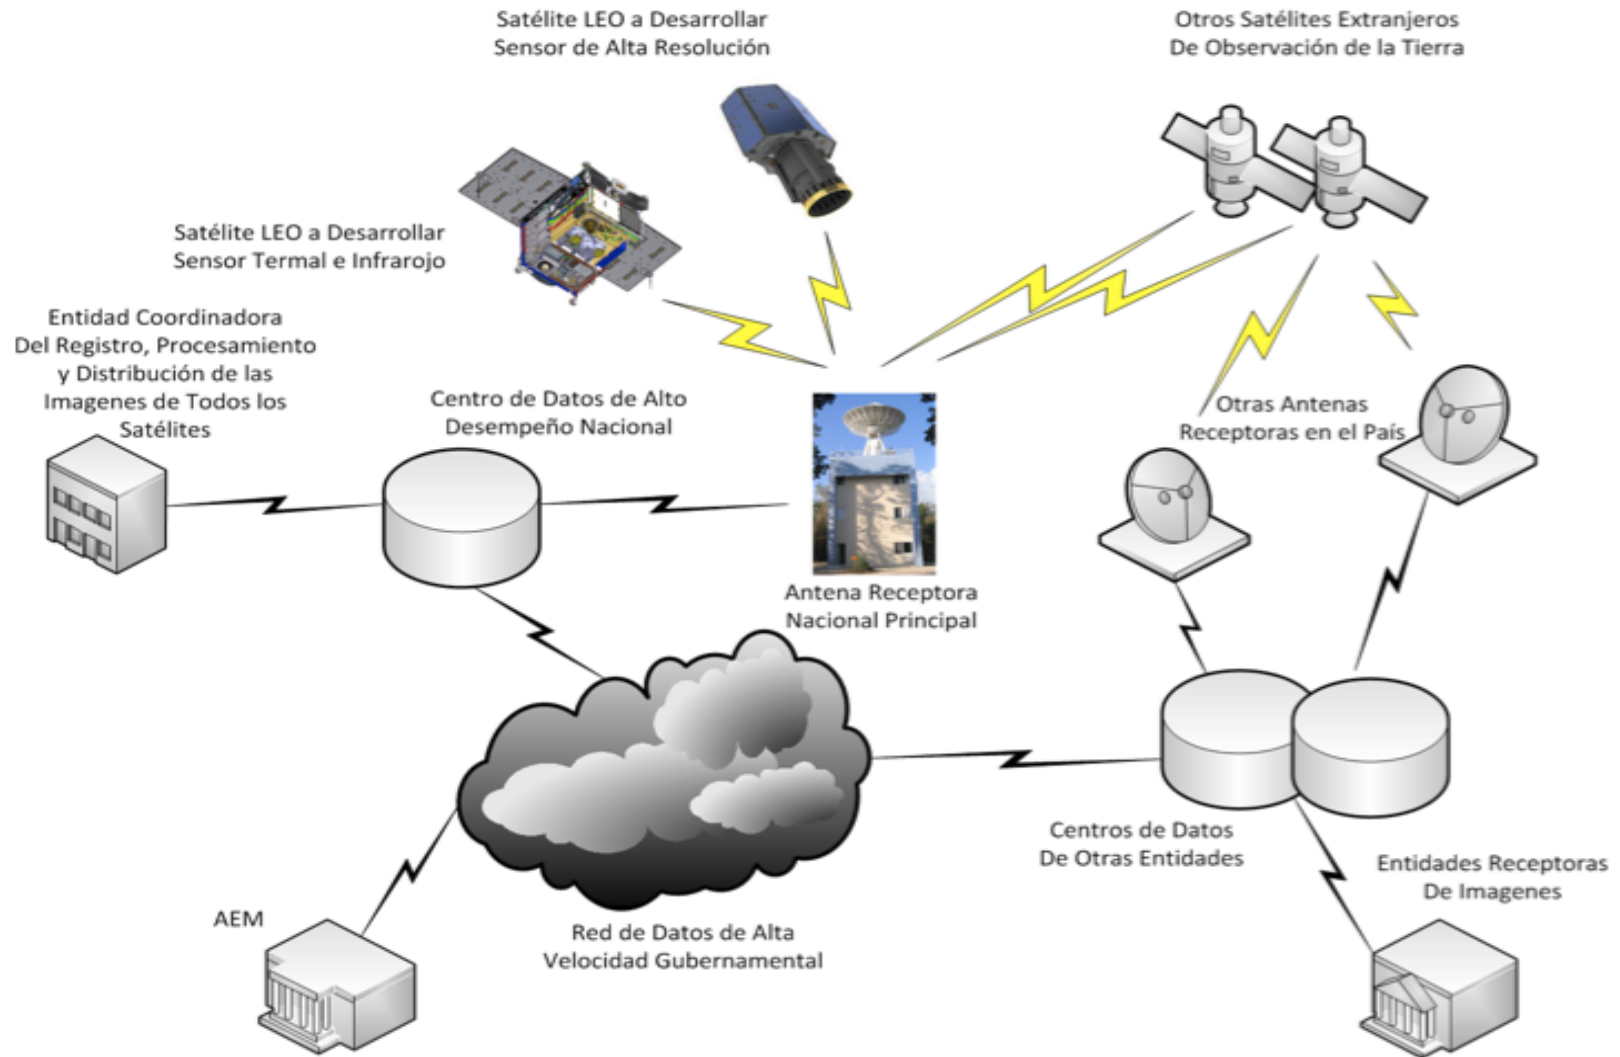 Satélite LEO a Desarrollar
Sensor de Alta Resolución
Otros Satélites Extranjeros
De Observación de la Tierra
Satélite LEO a Desarrollar
Sensor Termal e Infrarojo
Entidad Coordinadora
Del Registro, Procesamiento
y Distribución de las
Imagenes de Todos los
Satélites
Centro de Datos de Alto
Desempeño Nacional
Otras Antenas
Receptoras en el País
Antena Receptora
Nacional Principal
Centros de Datos
De Otras Entidades
Entidades Receptoras
De Imagenes
AEM
Red de Datos de Alta
Velocidad Gubernamental